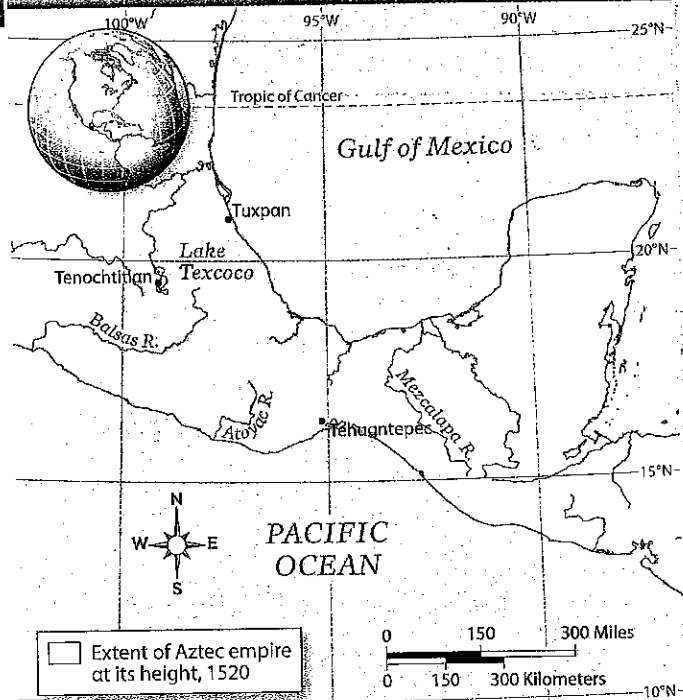 100°W
95°W
90°W
25°N
Tropic of Cancer
Gulf of Mexico
Tuxpan
20°N
Lake
Texcoco
Tenochtitlan
Balsas R.
Mezcalapa R.
Atoyac R.
Tehugntepec
15°N
N
W
E
S
PACIFIC
OCEAN
Extent of Aztec empire
at its height, 1520
0 150 300 Miles
0 150 300 Kilometers
10°N